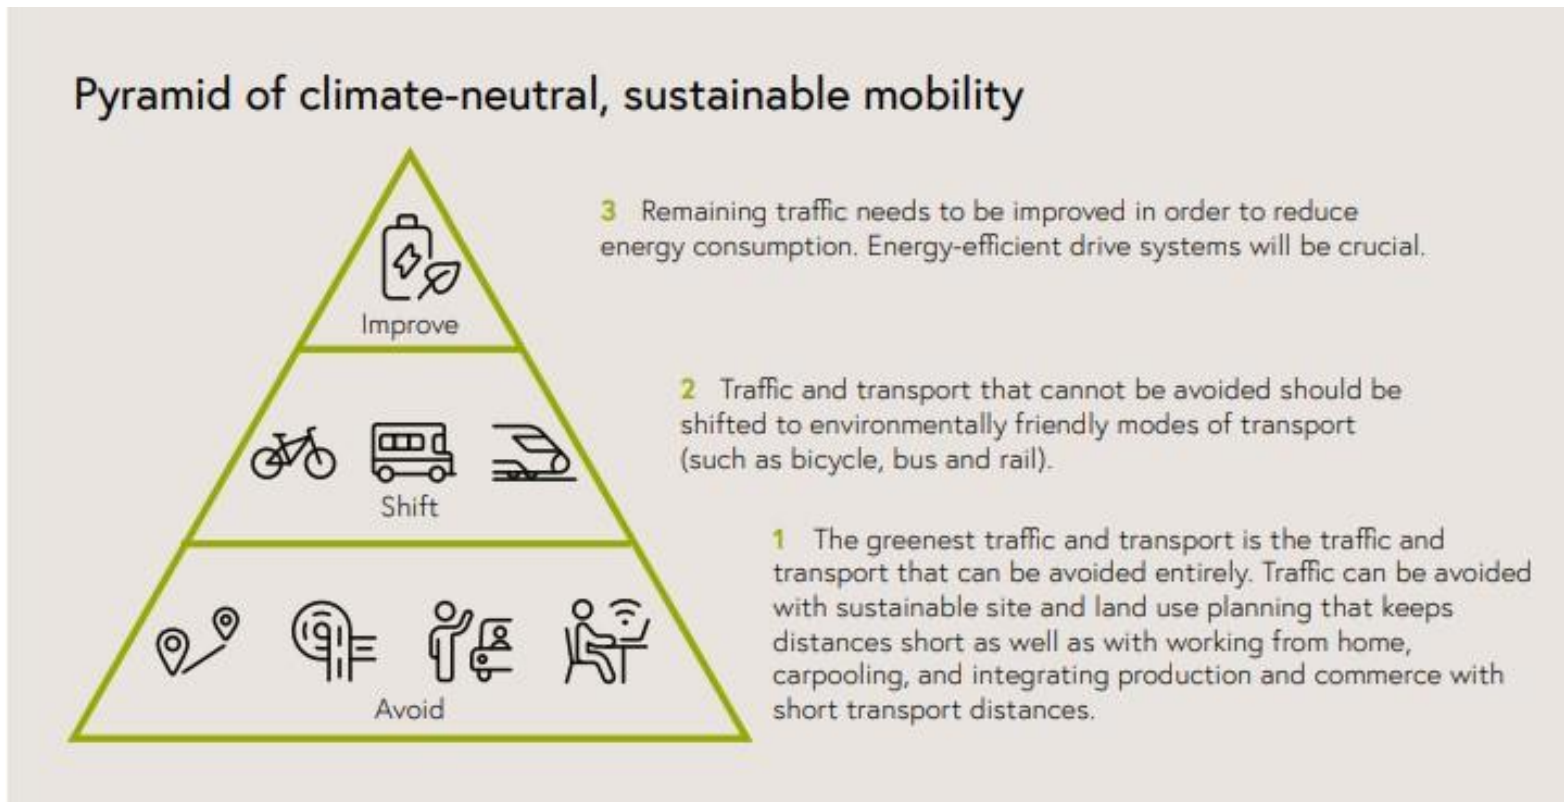 Pyramid of climate-neutral, sustainable mobility
3 Remaining traffic needs to be improved in order to reduce
energy consumption. Energy-efficient drive systems will be crucial.
Improve
2 Traffic and transport that cannot be avoided should be
shifted to environmentally friendly modes of transport
(such as bicycle, bus and rail).
Shift
1 The greenest traffic and transport is the traffic and
transport that can be avoided entirely. Traffic can be avoided
with sustainable site and land use planning that keeps
distances short as well as with working from home,
carpooling, and integrating production and commerce with
short transport distances.
Avoid